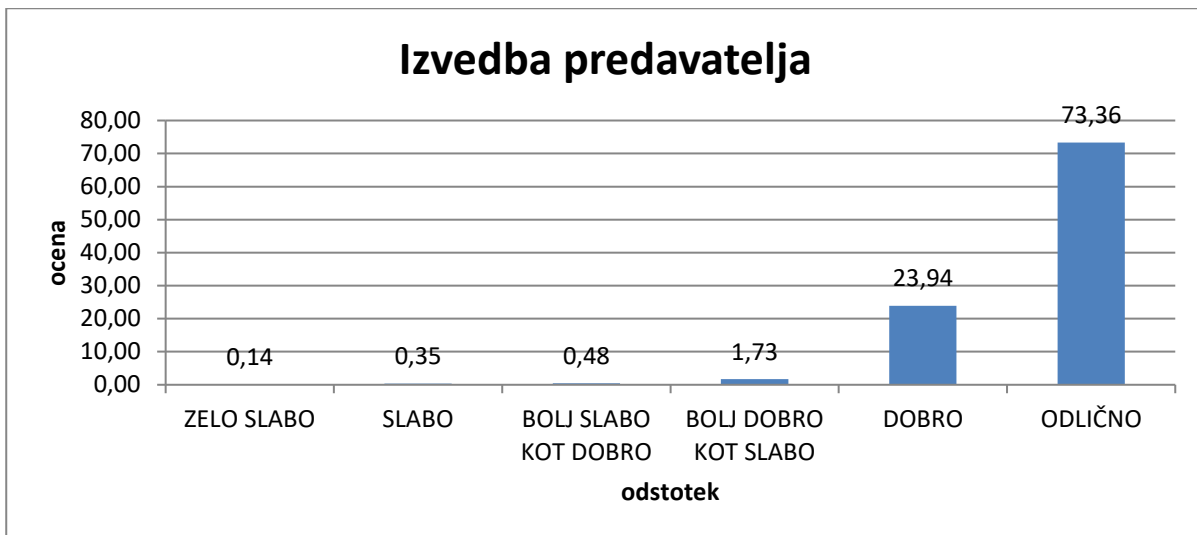 Izvedba predavatelja
80,00
70,00
60,00
50,00
40,00
30,00
20,00
10,00
0,00
ocena
0,14
0,35
0,48
1,73
23,94
73,36
ZELO SLABO
SLABO
BOLJ SLABO
KOT DOBRO
BOLJ DOBRO
KOT SLABO
DOBRO
ODLIČNO
odstotek